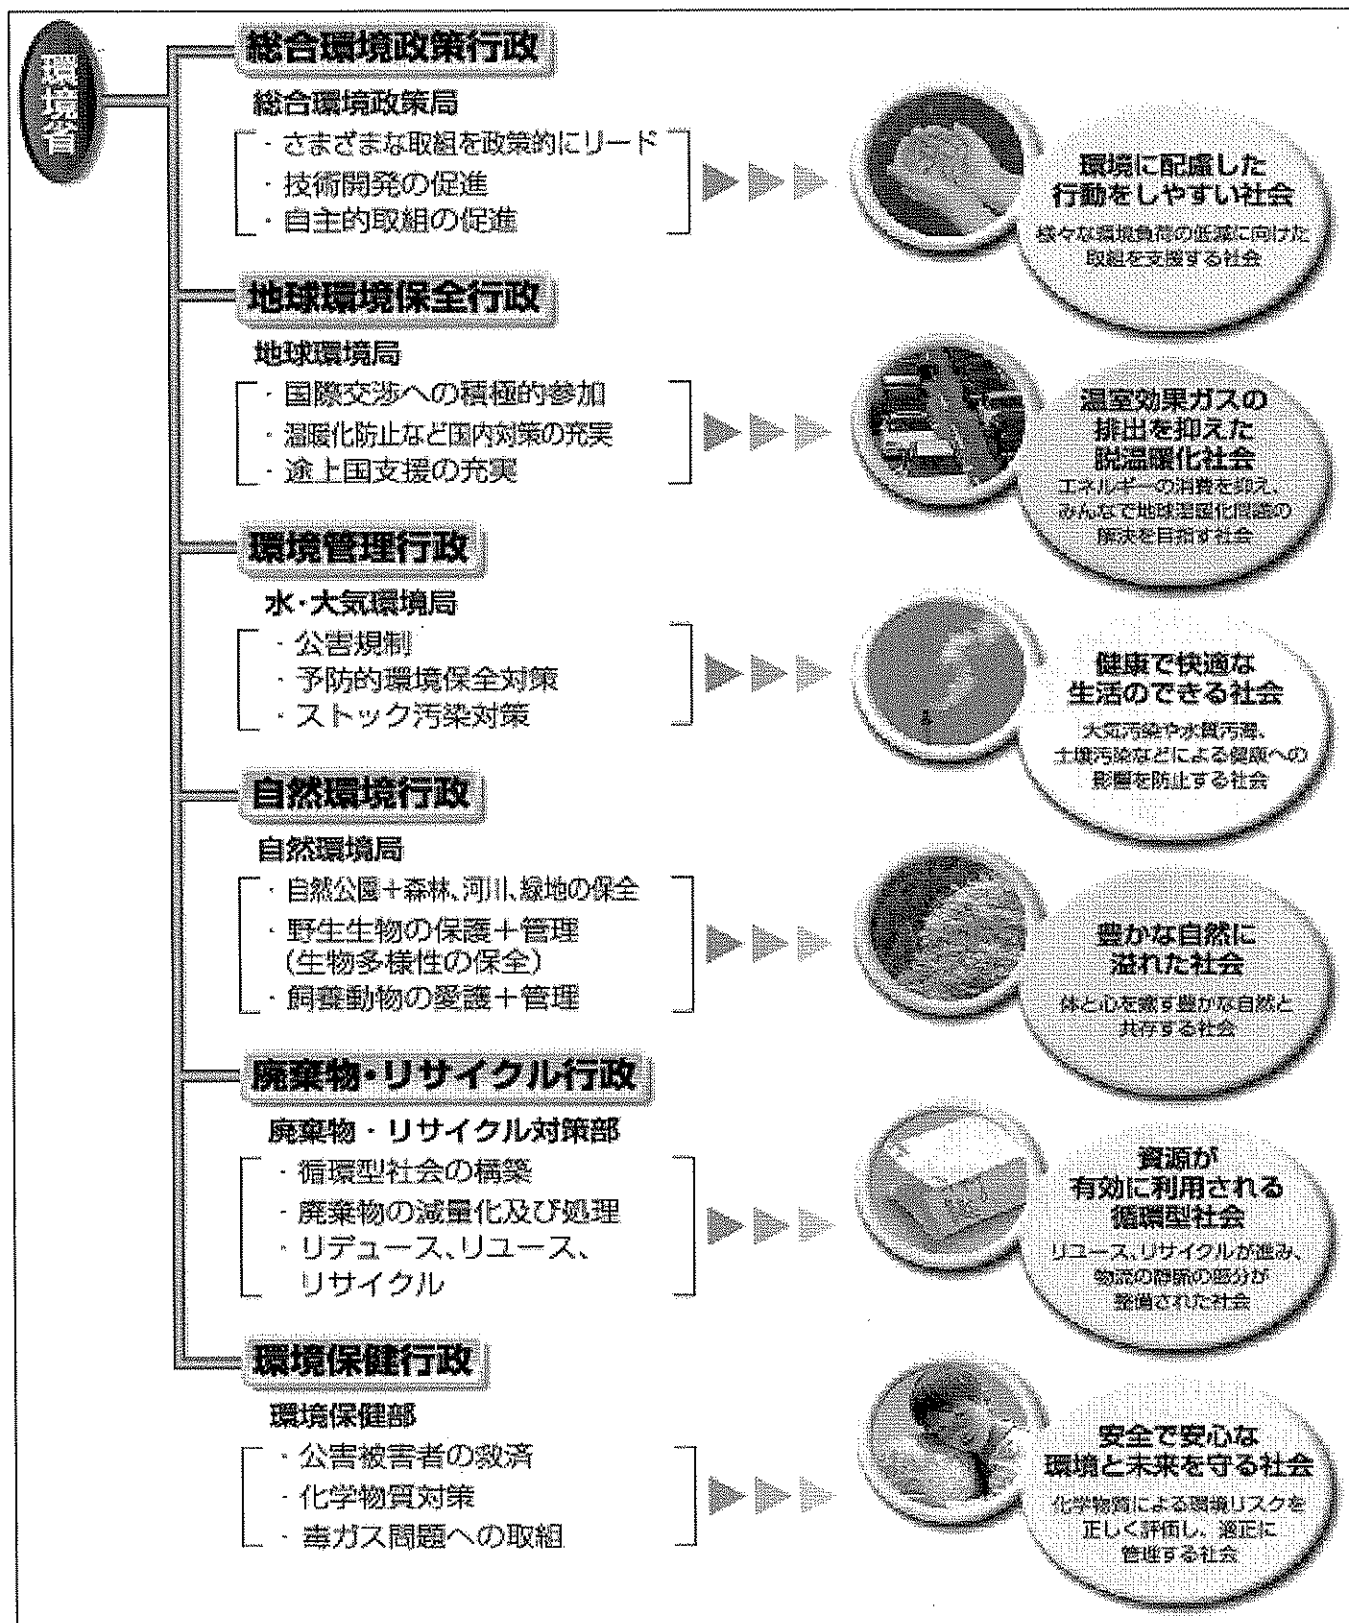 環境省
総合環境政策行政
総合環境政策局
・さまざまな取組を政策的にリード
・技術開発の促進
・自主的取組の促進
環境に配慮した
行動をしやすい社会
様々な環境負荷の低減に向けた
取組を支援する社会
地球環境保全行政
地球環境局
・国際交渉への積極的参加
・温暖化防止など国内対策の充実
・途上国支援の充実
温室効果ガスの
排出を抑えた
脱温暖化社会
エネルギーの消費を抑え、
みんなで地球温暖化問題の
解決を目指す社会
環境管理行政
水・大気環境局
・公害規制
・予防的環境保全対策
・ストック汚染対策
健康で快適な
生活のできる社会
大気汚染や水質汚濁、
土壌汚染などによる健康への
影響を防止する社会
自然環境行政
自然環境局
・自然公園+森林、河川、緑地の保全
・野生生物の保護+管理
(生物多様性の保全)
・飼養動物の愛護+管理
豊かな自然に
溢れた社会
体と心を癒す豊かな自然と
共存する社会
廃棄物・リサイクル行政
廃棄物・リサイクル対策部
・循環型社会の構築
・廃棄物の減量化及び処理
・リデュース、リユース、
リサイクル
資源が
有効に利用される
循環型社会
リユース、リサイクルが進み、
物流の静脈の部分が
整備された社会
環境保健行政
環境保健部
・公害被害者の救済
・化学物質対策
・毒ガス問題への取組
安全で安心な
環境と未来を守る社会
化学物質による環境リスクを
正しく評価し、適正に
管理する社会